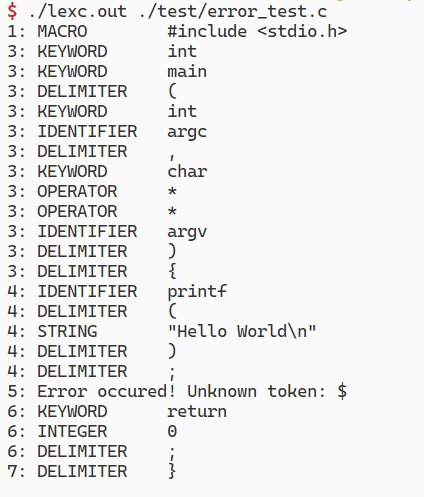 $ ./lexc.out ./test/error_test.c
1: MACRO        #include <stdio.h>
3: KEYWORD      int
3: KEYWORD      main
3: DELIMITER    (
3: KEYWORD      int
3: IDENTIFIER   argc
3: DELIMITER    ,
3: KEYWORD      char
3: OPERATOR     *
3: OPERATOR     *
3: IDENTIFIER   argv
3: DELIMITER    )
3: DELIMITER    {
4: IDENTIFIER   printf
4: DELIMITER    (
4: STRING       "Hello World\n"
4: DELIMITER    )
4: DELIMITER    ;
5: Error occured! Unknown token: $
6: KEYWORD      return
6: INTEGER      0
6: DELIMITER    ;
7: DELIMITER    }